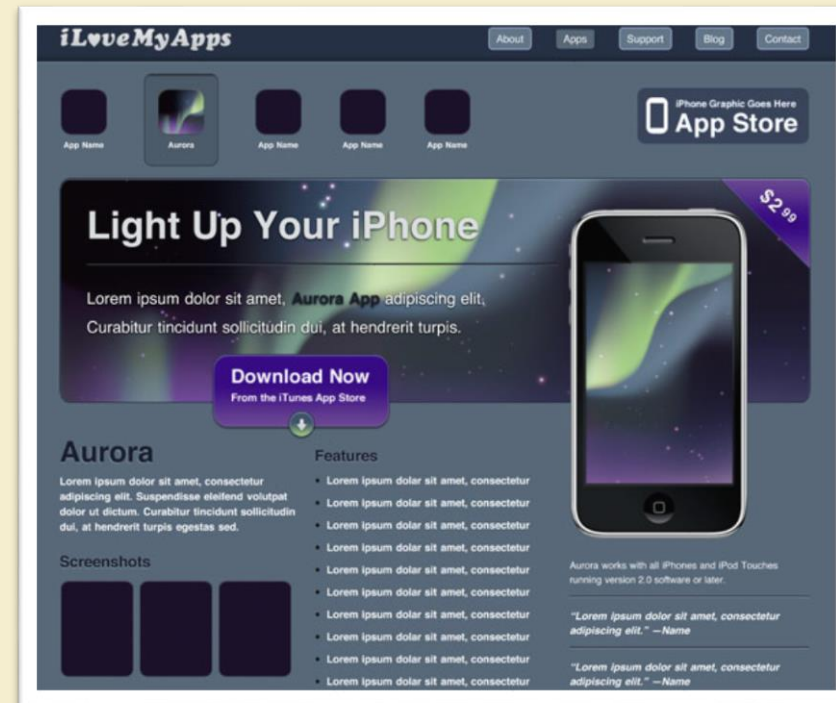 iL♥veMyApps
About
Apps
Support
Blog
Contact
App Name
Aurora
App Name
App Name
App Name
iPhone Graphic Goes Here
App Store
Light Up Your iPhone
$2 99
Lorem ipsum dolor sit amet, Aurora App adipiscing elit,
Curabitur tincidunt sollicitudin dui, at hendrerit turpis.
Download Now
From the iTunes App Store
Aurora
Lorem ipsum dolor sit amet, consectetur
adipiscing elit. Suspendisse eleifend volutpat
dolor ut dictum. Curabitur tincidunt sollicitudin
dui, at hendrerit turpis egestas sed.
Screenshots
Features
• Lorem ipsum dolar sit amet, consectetur
• Lorem ipsum dolar sit amet, consectetur
• Lorem ipsum dolar sit amet, consectetur
• Lorem ipsum dolar sit amet, consectetur
• Lorem ipsum dolar sit amet, consectetur
• Lorem ipsum dolar sit amet, consectetur
• Lorem ipsum dolar sit amet, consectetur
• Lorem ipsum dolar sit amet, consectetur
• Lorem ipsum dolar sit amet, consectetur
• Lorem ipsum dolar sit amet, consectetur
Aurora works with all iPhones and iPod Touches
running version 2.0 software or later.
“Lorem ipsum dolor sit amet, consectetur
adipiscing elit.” —Name
“Lorem ipsum dolor sit amet, consectetur
adipiscing elit.” —Name